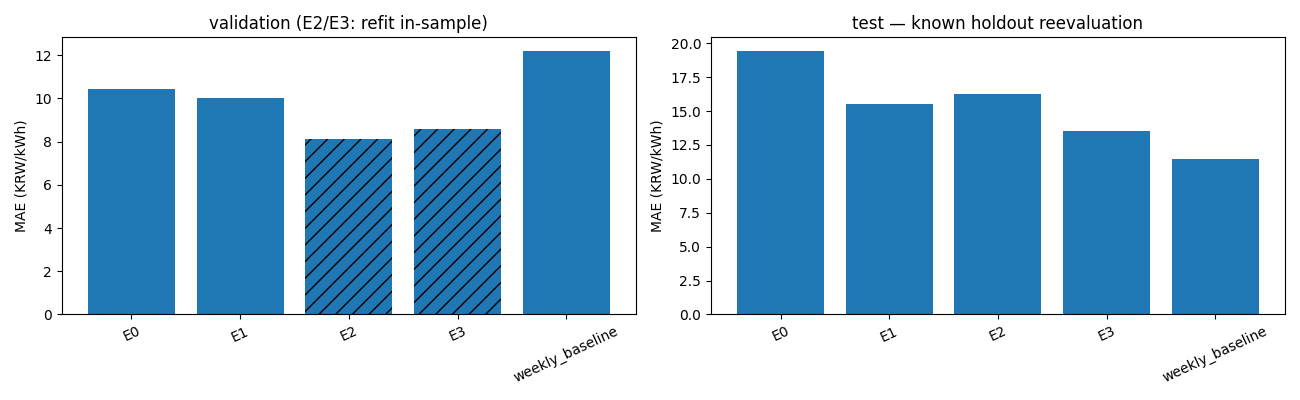 validation (E2/E3: refit in-sample)
MAE (KRW/kWh)
12
10
8
6
4
2
0
E0
E1
E2
E3
weekly_baseline
test — known holdout reevaluation
MAE (KRW/kWh)
20.0
17.5
15.0
12.5
10.0
7.5
5.0
2.5
0.0
E0
E1
E2
E3
weekly_baseline